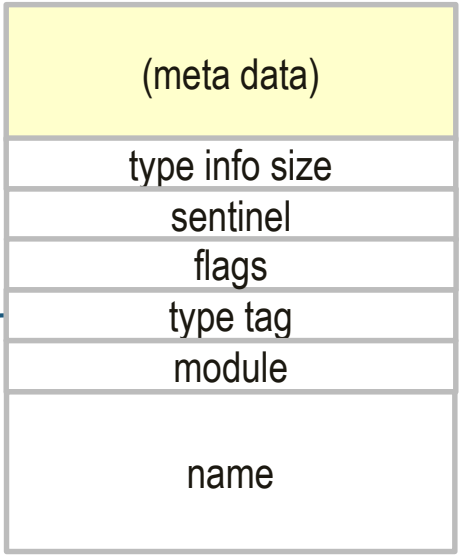 (meta data)
type info size
sentinel
flags
type tag
module
name